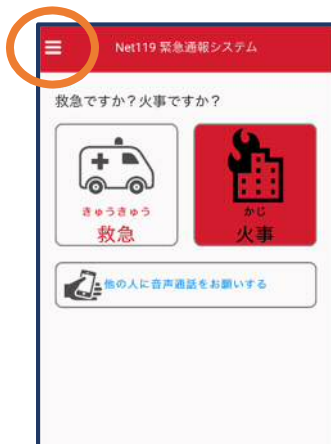 Net119 緊急通報システム
救急ですか？火事ですか？
きゅうきゅう
救急
かじ
火事
他の人に音声通話をお願いする